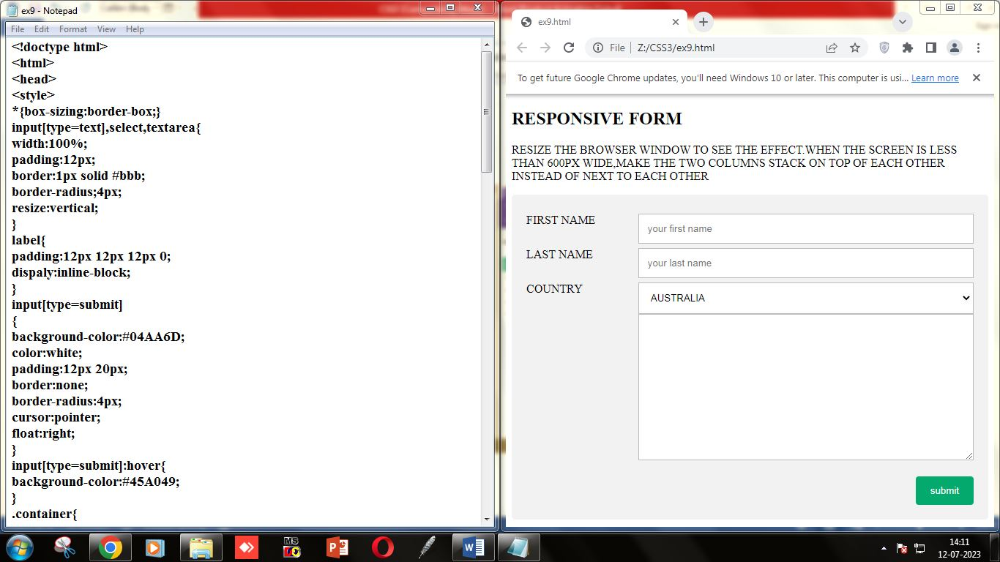 ex9 - Notepad
File Edit Format View Help
<!doctype html>
<html>
<head>
<style>
*{box-sizing:border-box;}
input[type=text],select,textarea{
width:100%;
padding:12px;
border:1px solid #bbb;
border-radius;4px;
resize:vertical;
}
label{
padding:12px 12px 12px 0;
dispaly:inline-block;
}
input[type=submit]
{
background-color:#04AA6D;
color:white;
padding:12px 20px;
border:none;
border-radius:4px;
cursor:pointer;
float:right;
}
input[type=submit]:hover{
background-color:#45A049;
}
.container{
ex9.html
File Z:/CSS3/ex9.html
To get future Google Chrome updates, you'll need Windows 10 or later. This computer is usi... Learn more
RESPONSIVE FORM
RESIZE THE BROWSER WINDOW TO SEE THE EFFECT.WHEN THE SCREEN IS LESS
THAN 600PX WIDE,MAKE THE TWO COLUMNS STACK ON TOP OF EACH OTHER
INSTEAD OF NEXT TO EACH OTHER
FIRST NAME your first name
LAST NAME your last name
COUNTRY AUSTRALIA
submit
MS
14:11
12-07-2023